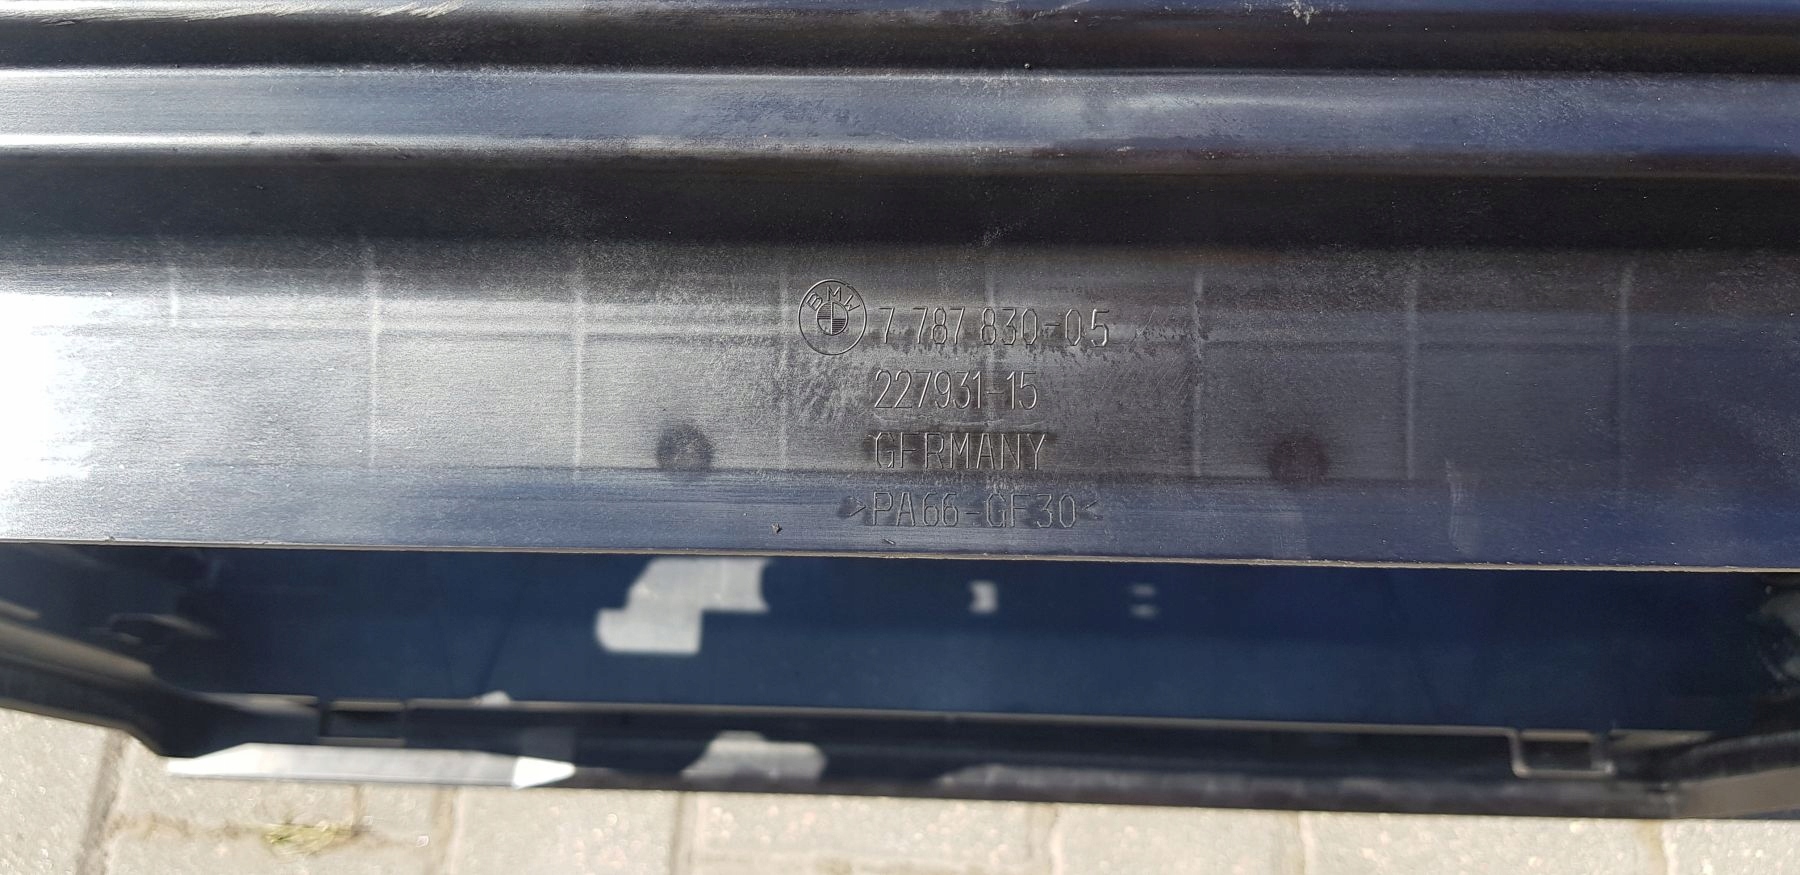 BMW 7 787 830-05
227931-15
GERMANY
>PA66-GF30<